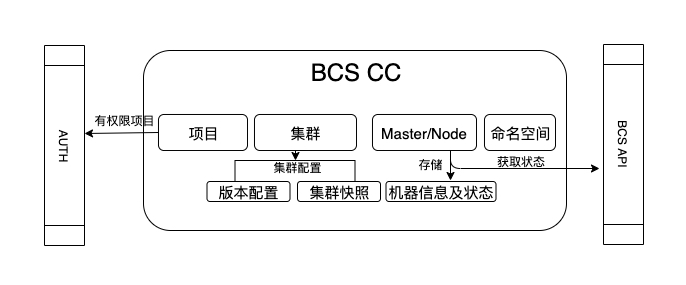 BCS CC
AUTH
有权限项目
项目
集群
Master/Node
命名空间
BCS API
集群配置
存储
获取状态
版本配置
集群快照
机器信息及状态